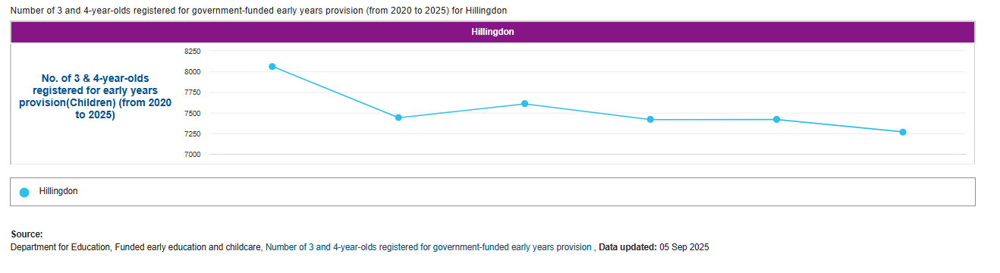 Number of 3 and 4-year-olds registered for government-funded early years provision (from 2020 to 2025) for Hillingdon
Hillingdon
No. of 3 & 4-year-olds
registered for early years
provision(Children) (from 2020
to 2025)
8250
8000
7750
7500
7250
7000
Hillingdon
Source:
Department for Education, Funded early education and childcare, Number of 3 and 4-year-olds registered for government-funded early years provision , Data updated: 05 Sep 2025